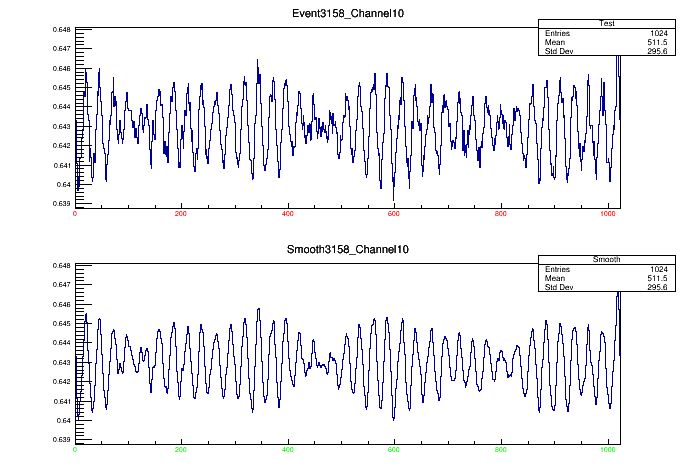 Event3158_Channel10
Test
Entries 1024
Mean 511.5
Std Dev 295.6
0.648
0.647
0.646
0.645
0.644
0.643
0.642
0.641
0.64
0.639
0 200 400 600 800 1000
Smooth3158_Channel10
Smooth
Entries 1024
Mean 511.5
Std Dev 295.6
0.648
0.647
0.646
0.645
0.644
0.643
0.642
0.641
0.64
0.639
0 200 400 600 800 1000